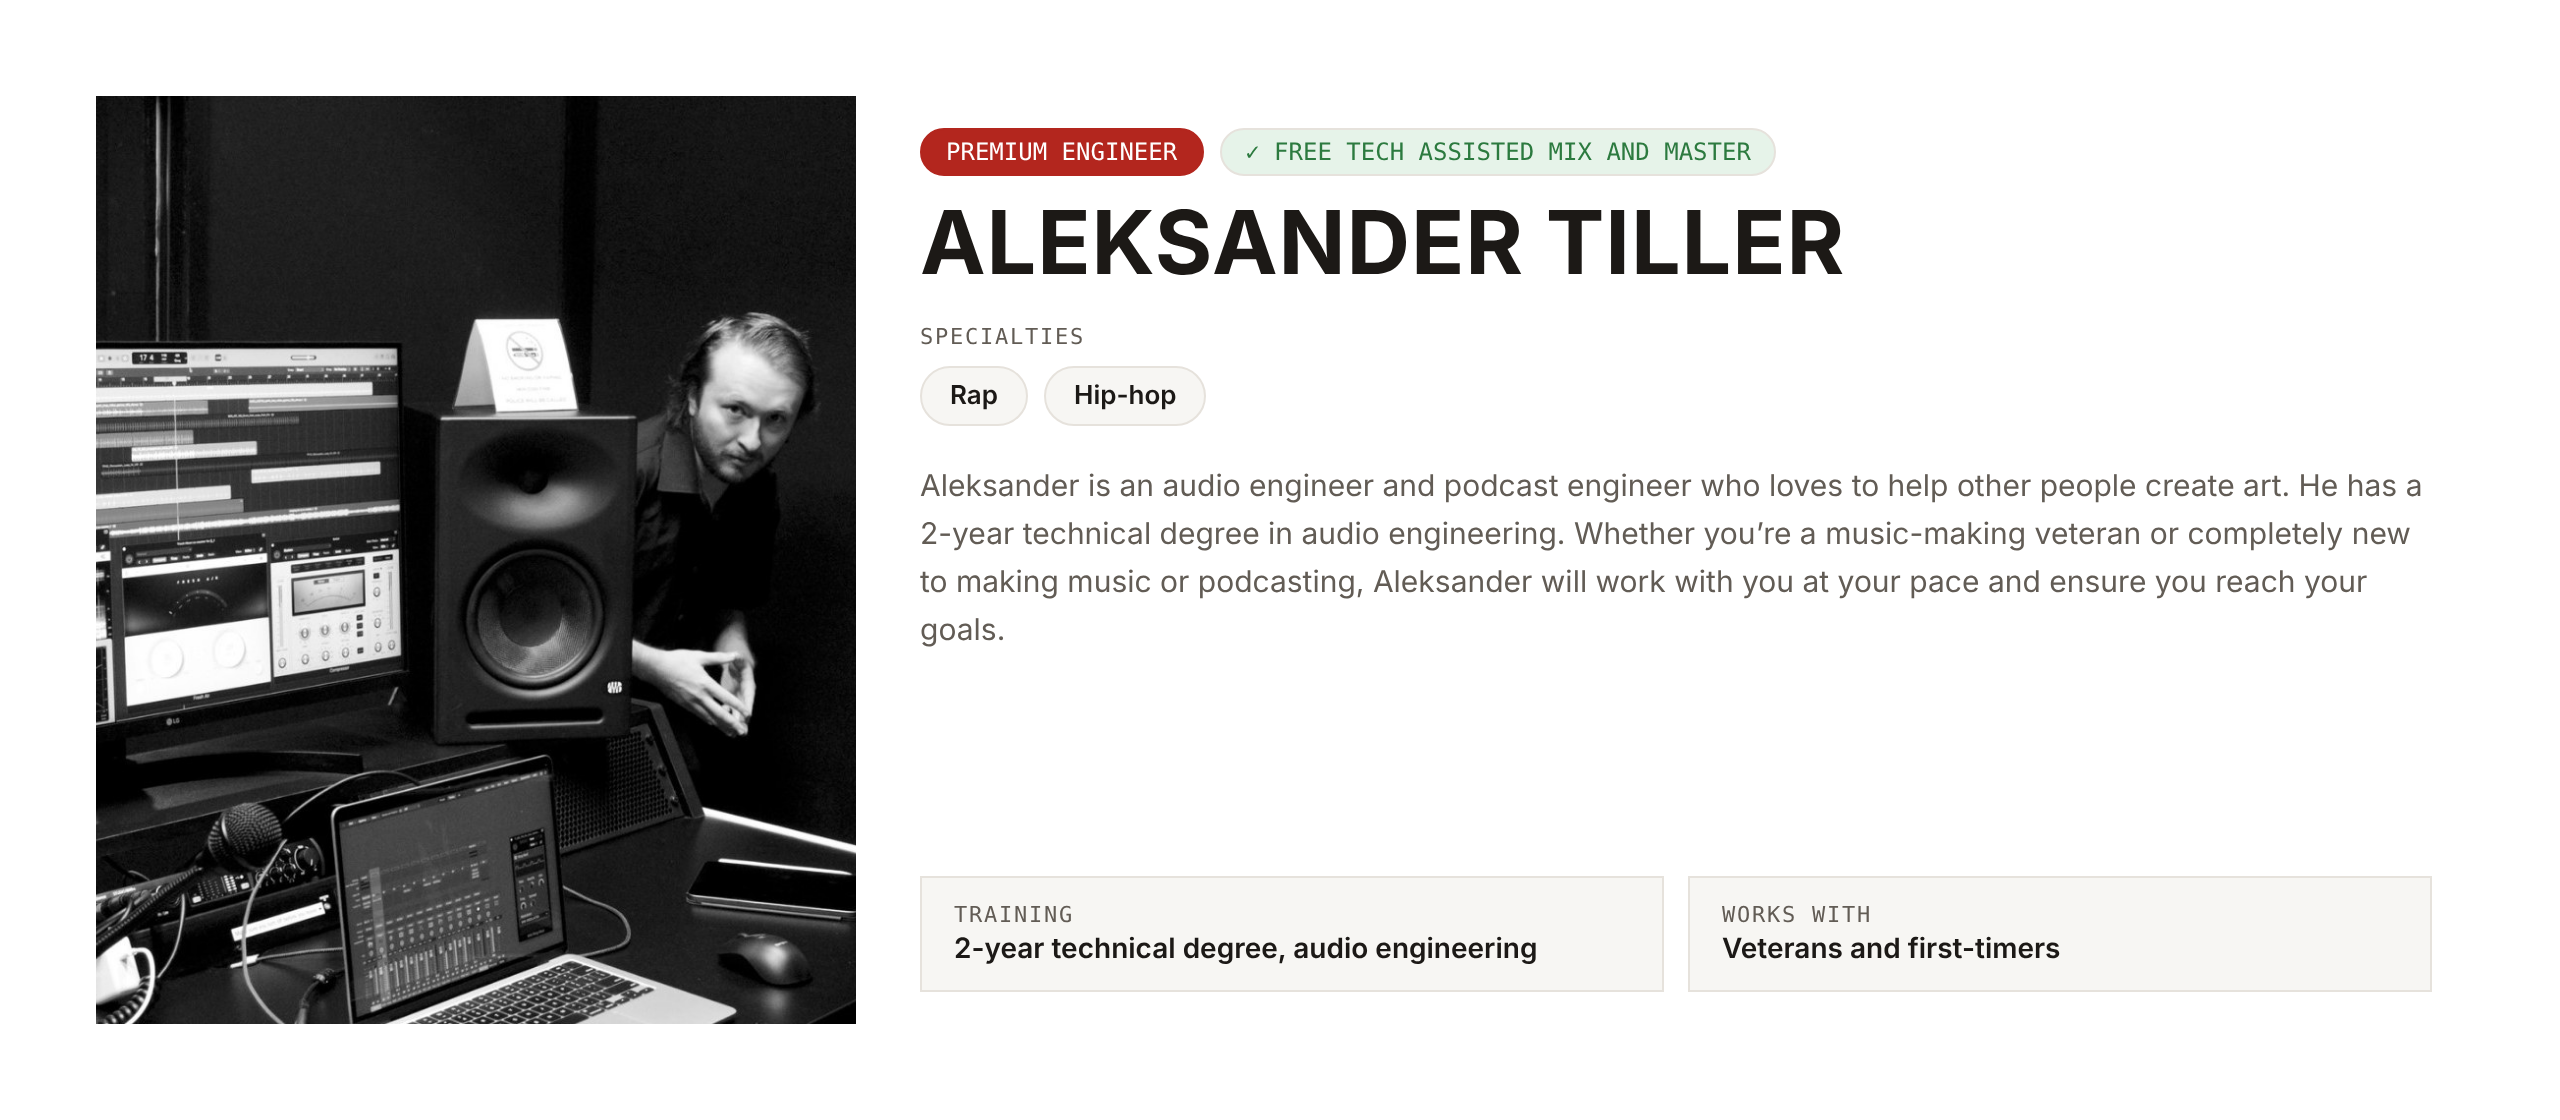 PREMIUM ENGINEER
✓ FREE TECH ASSISTED MIX AND MASTER
ALEKSANDER TILLER
SPECIALTIES
Rap
Hip-hop
Aleksander is an audio engineer and podcast engineer who loves to help other people create art. He has a
2-year technical degree in audio engineering. Whether you’re a music-making veteran or completely new
to making music or podcasting, Aleksander will work with you at your pace and ensure you reach your
goals.
TRAINING
2-year technical degree, audio engineering
WORKS WITH
Veterans and first-timers
FRESH AIR
LG